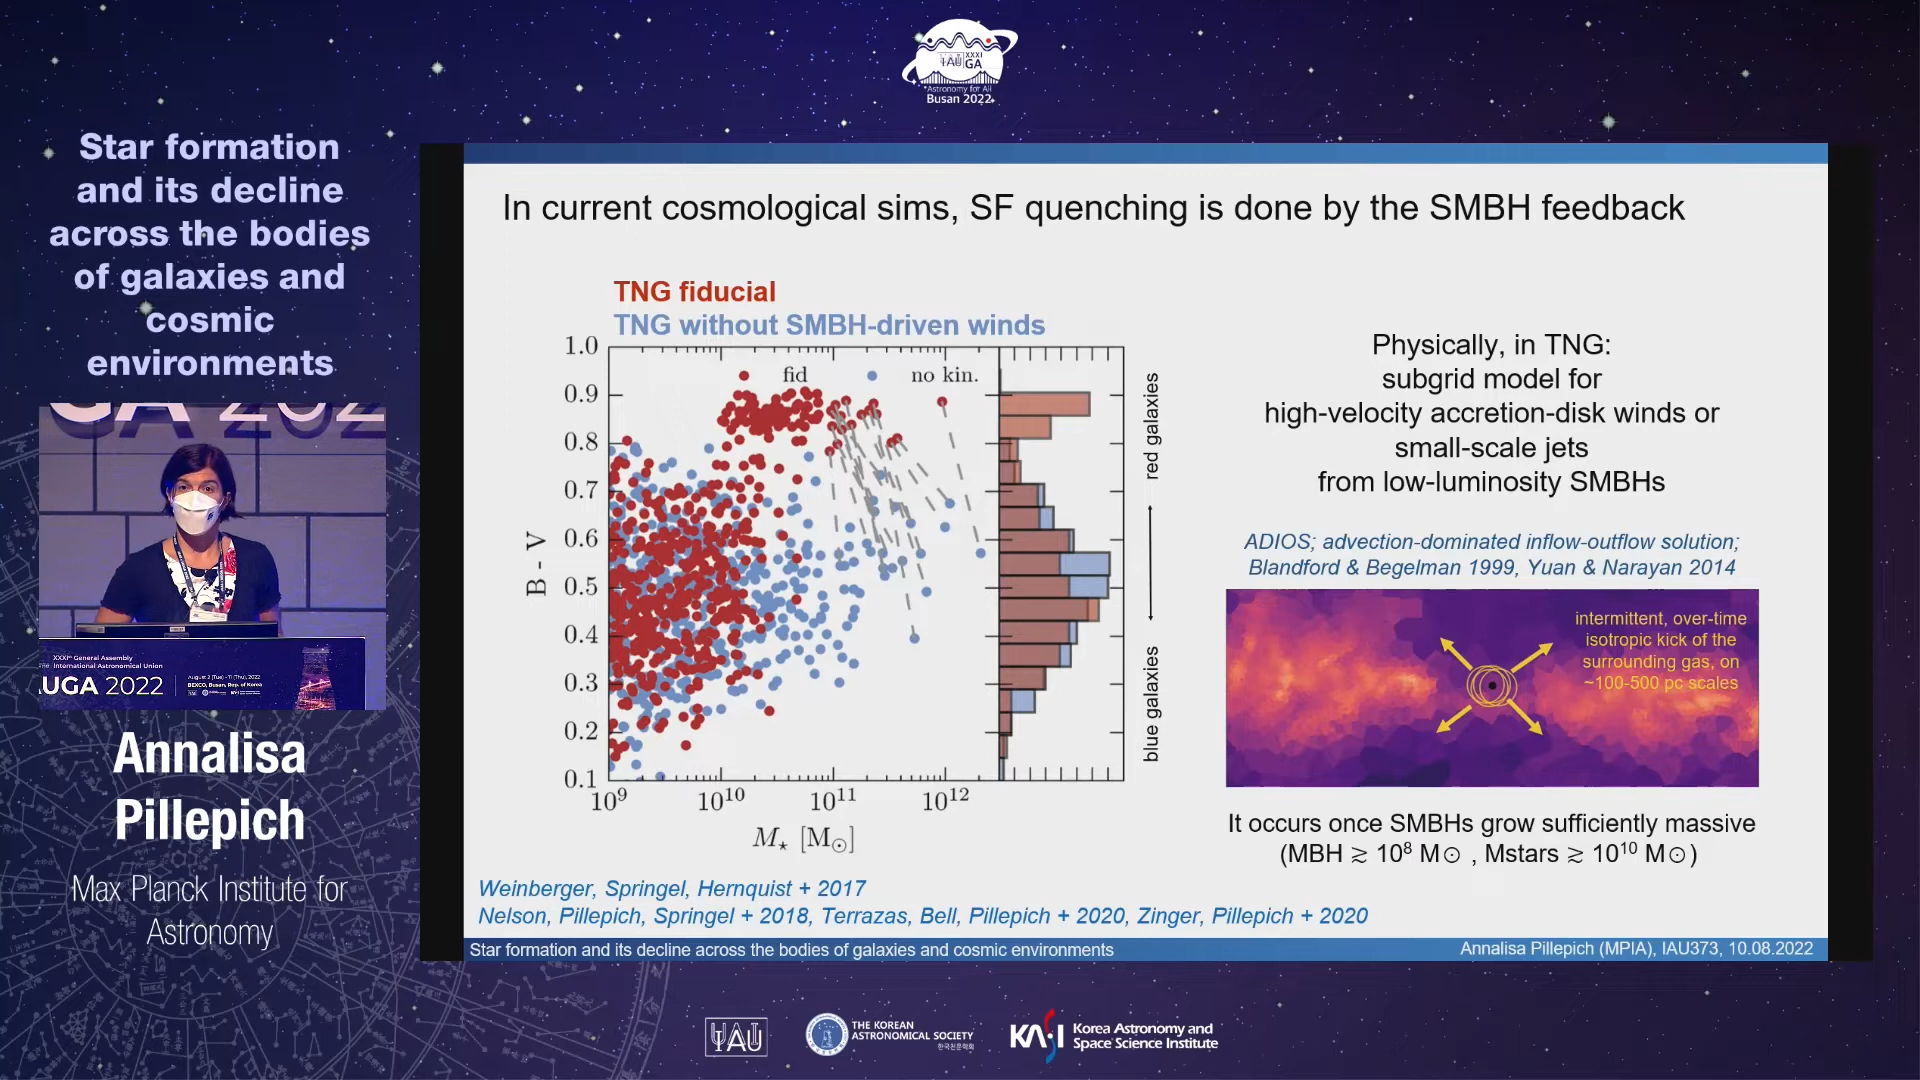 IAU XXXI GA
Astronomy for All
Busan 2022
Star formation
and its decline
across the bodies
of galaxies and
cosmic
environments
GA 202
XXXIst General Assembly
International Astronomical Union
UGA 2022
August 2 (Tue) - 11 (Thu), 2022
BEXCO, Busan, Rep. of Korea
Annalisa
Pillepich
Max Planck Institute for
Astronomy
In current cosmological sims, SF quenching is done by the SMBH feedback
TNG fiducial
TNG without SMBH-driven winds
fid
no kin.
1.0
0.9
0.8
0.7
0.6
0.5
0.4
0.3
0.2
0.1
B - V
10⁹
10¹⁰
10¹¹
10¹²
M⋆ [M⊙]
red galaxies
blue galaxies
Physically, in TNG:
subgrid model for
high-velocity accretion-disk winds or
small-scale jets
from low-luminosity SMBHs
ADIOS; advection-dominated inflow-outflow solution;
Blandford & Begelman 1999, Yuan & Narayan 2014
intermittent, over-time
isotropic kick of the
surrounding gas, on
~100-500 pc scales
It occurs once SMBHs grow sufficiently massive
(MBH ≳ 10⁸ M⊙ , Mstars ≳ 10¹⁰ M⊙)
Weinberger, Springel, Hernquist + 2017
Nelson, Pillepich, Springel + 2018, Terrazas, Bell, Pillepich + 2020, Zinger, Pillepich + 2020
Star formation and its decline across the bodies of galaxies and cosmic environments
Annalisa Pillepich (MPIA), IAU373, 10.08.2022
IAU
THE KOREAN
ASTRONOMICAL SOCIETY
한국천문학회
KASI
Korea Astronomy and
Space Science Institute